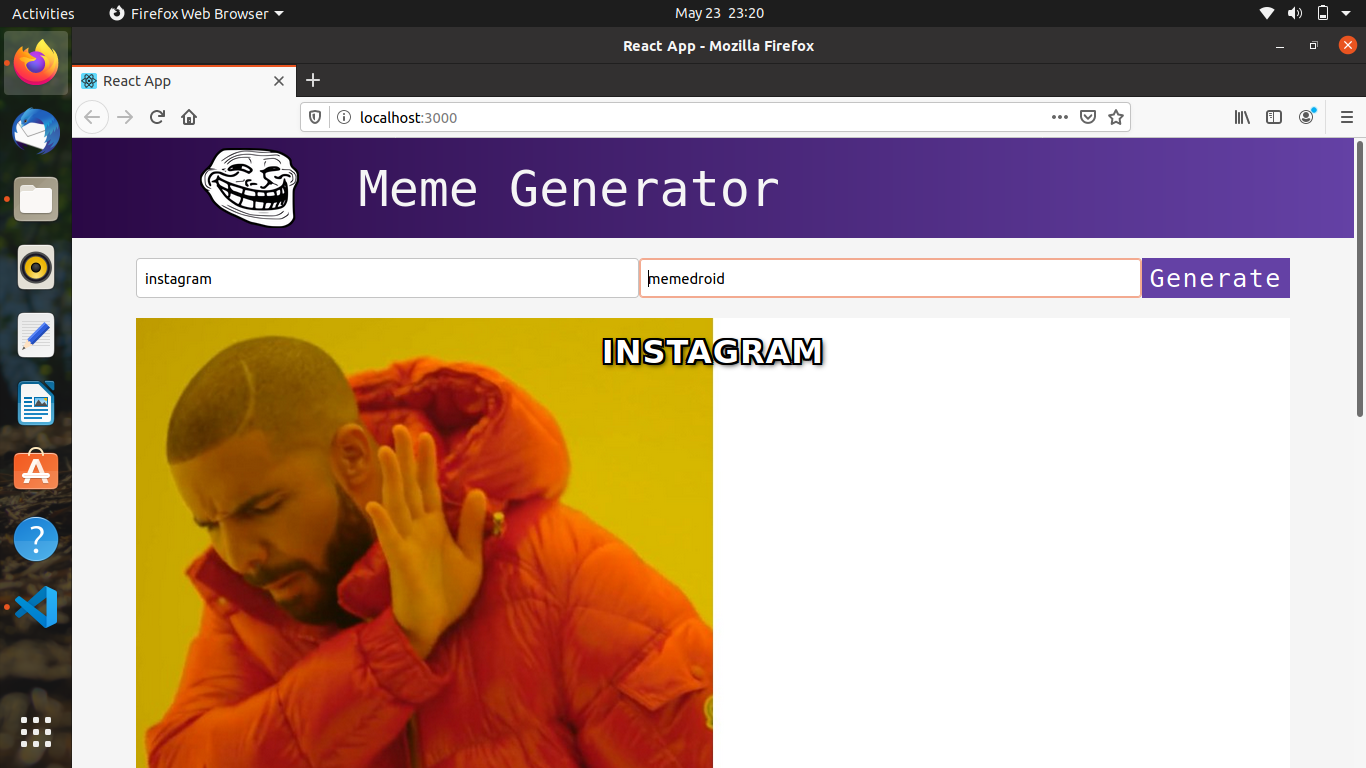 Activities
Firefox Web Browser
May 23 23:20
React App - Mozilla Firefox
React App
localhost:3000
Meme Generator
instagram
memedroid
Generate
INSTAGRAM